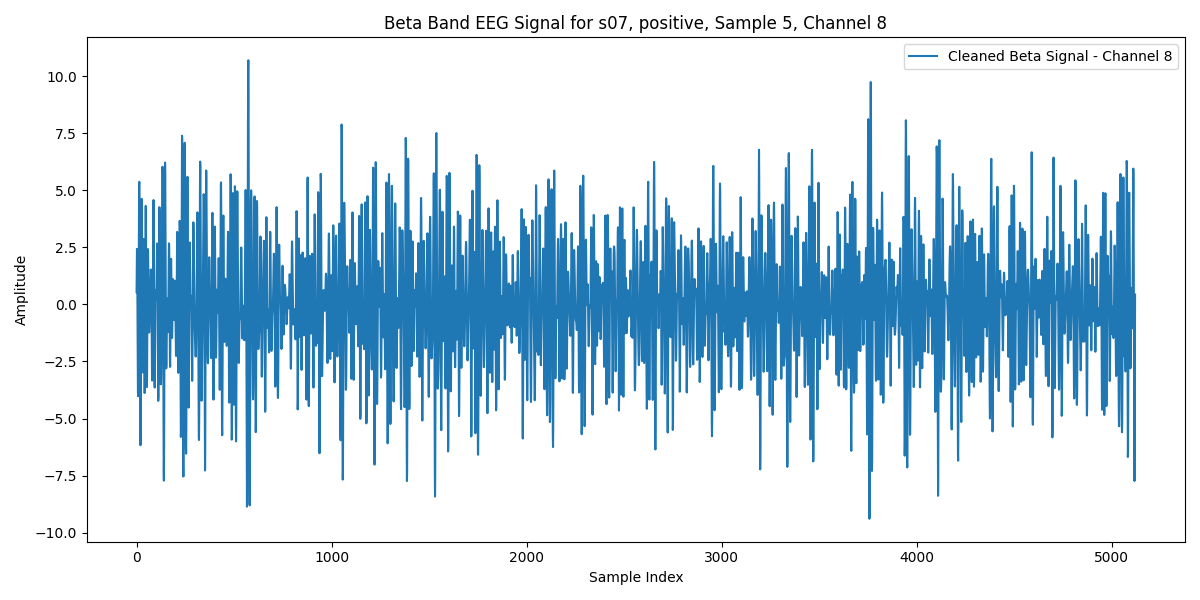 Beta Band EEG Signal for s07, positive, Sample 5, Channel 8
Cleaned Beta Signal - Channel 8
Amplitude
10.0
7.5
5.0
2.5
0.0
−2.5
−5.0
−7.5
−10.0
0 1000 2000 3000 4000 5000
Sample Index